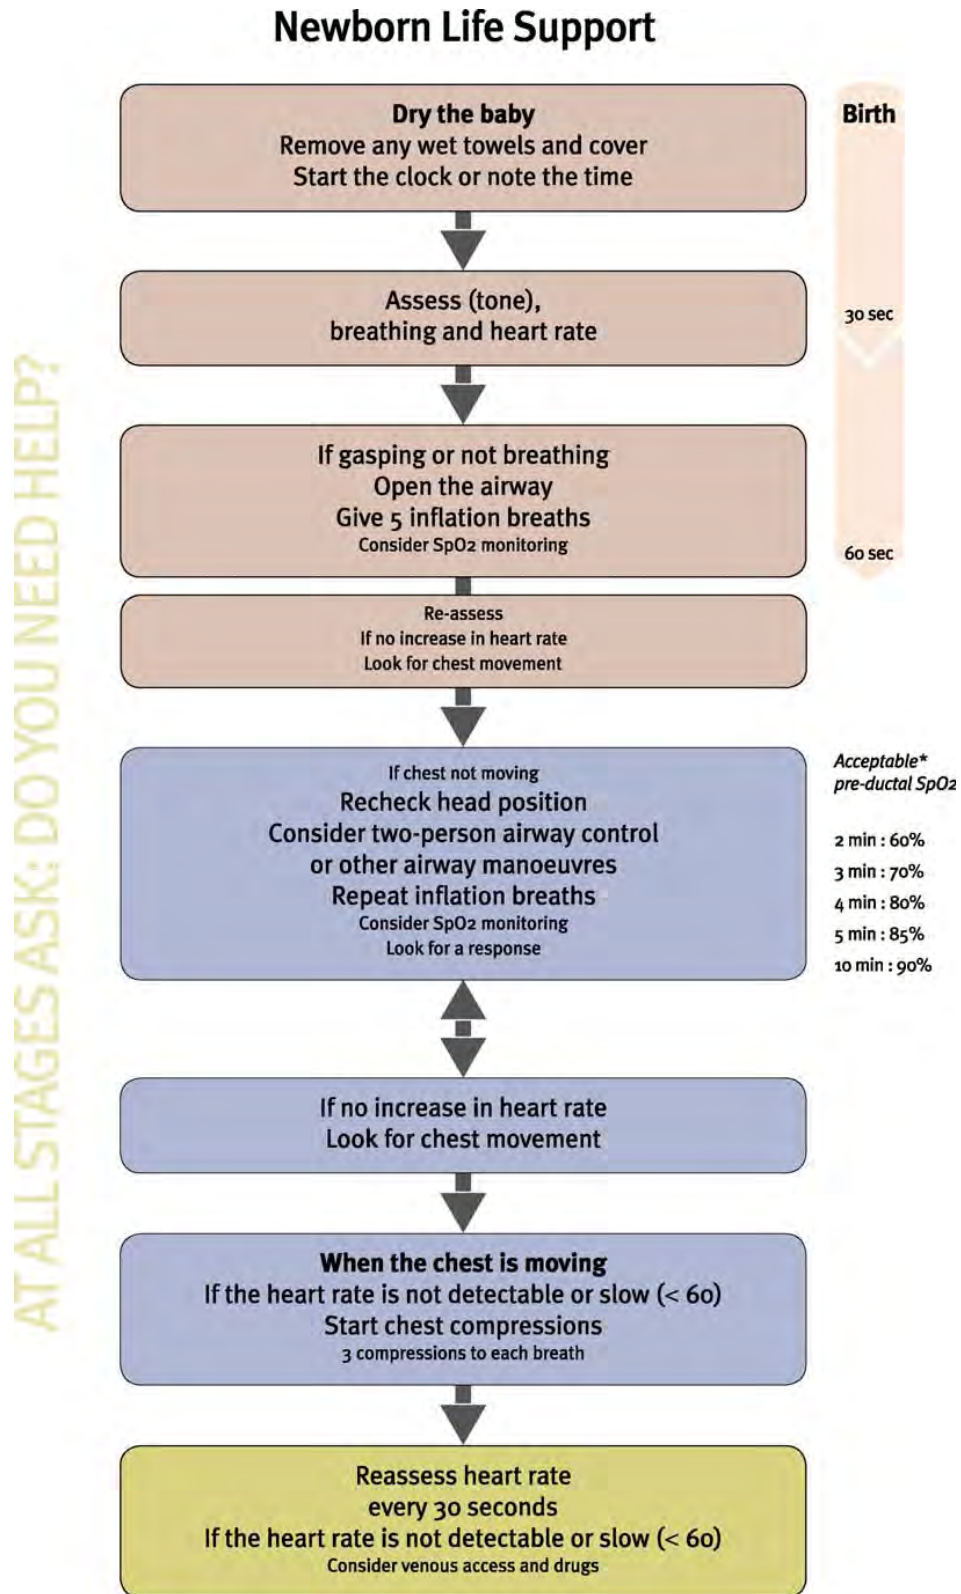 Newborn Life Support
Dry the baby
Remove any wet towels and cover
Start the clock or note the time
Birth
Assess (tone),
breathing and heart rate
30 sec
If gasping or not breathing
Open the airway
Give 5 inflation breaths
Consider SpO2 monitoring
60 sec
Re-assess
If no increase in heart rate
Look for chest movement
If chest not moving
Recheck head position
Consider two-person airway control
or other airway manoeuvres
Repeat inflation breaths
Consider SpO2 monitoring
Look for a response
Acceptable*
pre-ductal SpO2
2 min : 60%
3 min : 70%
4 min : 80%
5 min : 85%
10 min : 90%
If no increase in heart rate
Look for chest movement
When the chest is moving
If the heart rate is not detectable or slow (< 60)
Start chest compressions
3 compressions to each breath
Reassess heart rate
every 30 seconds
If the heart rate is not detectable or slow (< 60)
Consider venous access and drugs
AT ALL STAGES ASK: DO YOU NEED HELP?